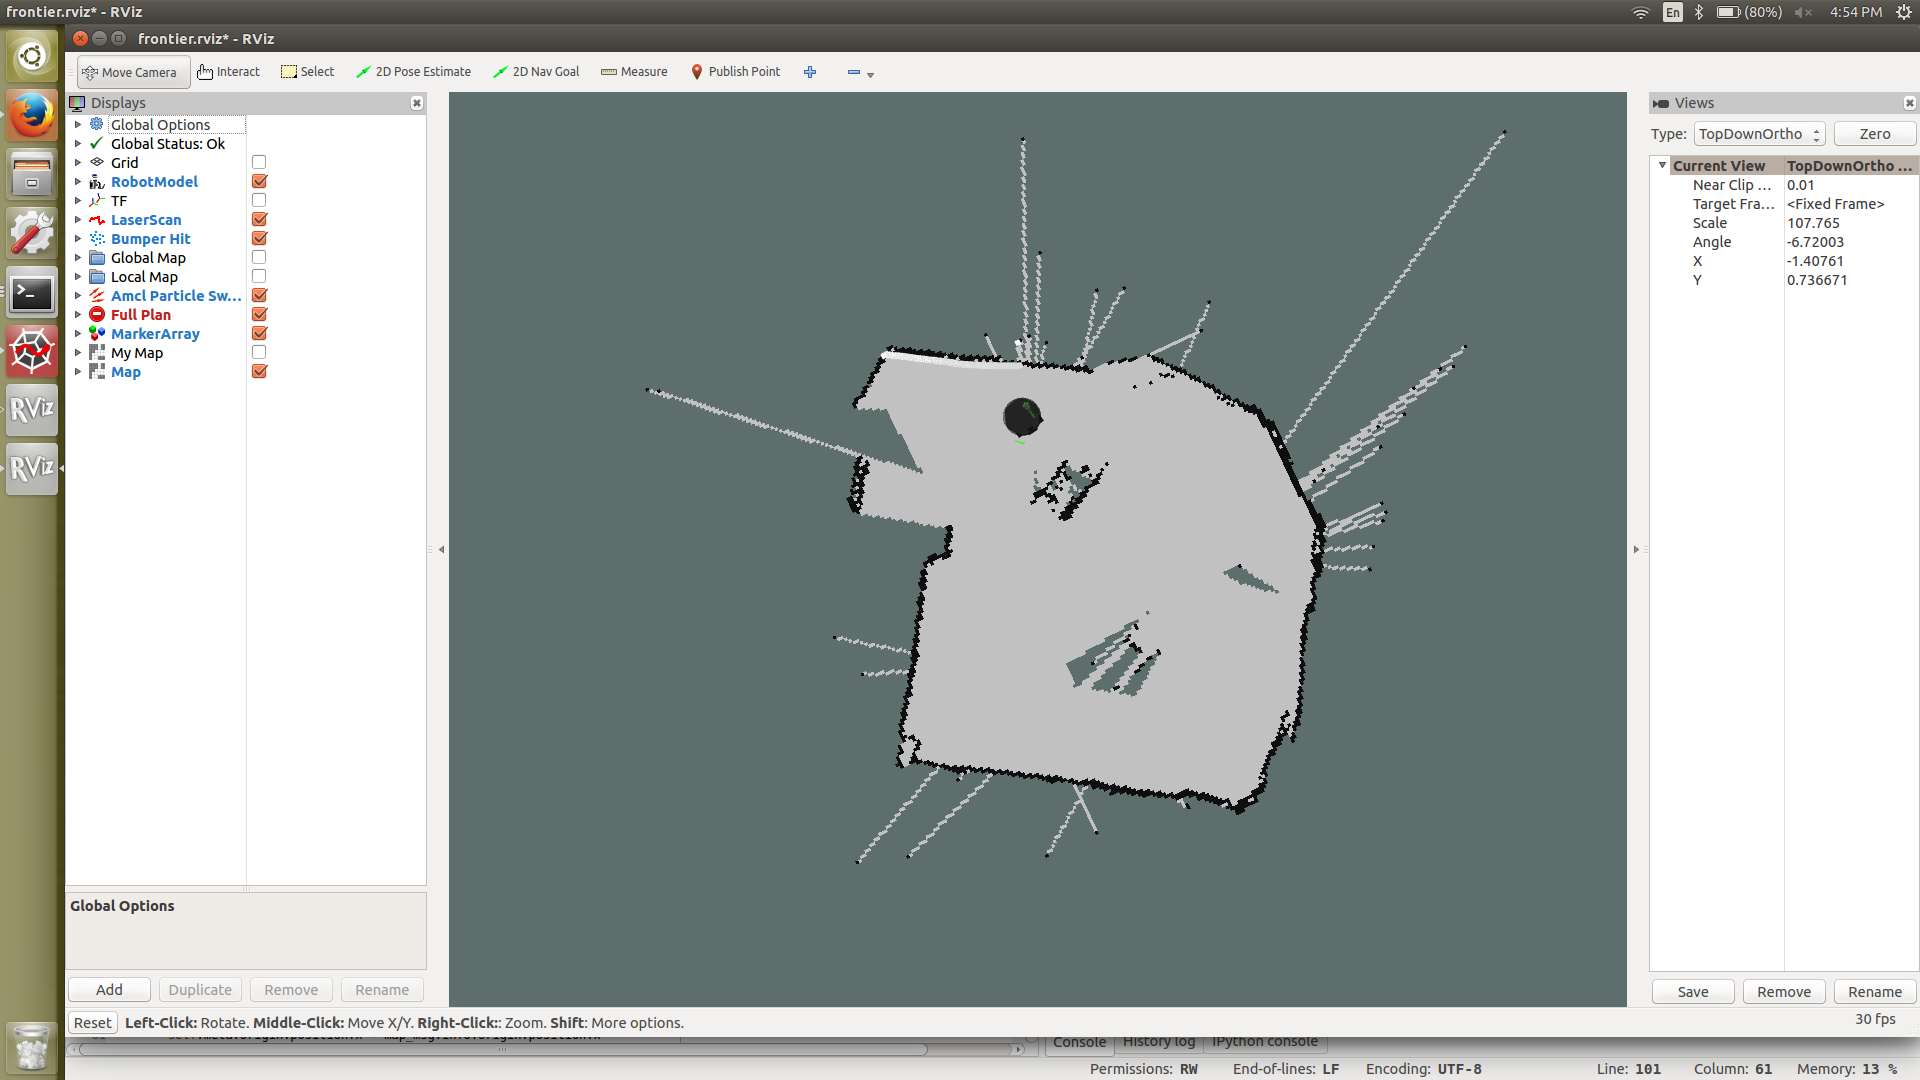 frontier.rviz* - RViz
En
(80%)
4:54 PM
frontier.rviz* - RViz
Move Camera
Interact
Select
2D Pose Estimate
2D Nav Goal
Measure
Publish Point
Displays
Global Options
Global Status: Ok
Grid
RobotModel
TF
LaserScan
Bumper Hit
Global Map
Local Map
Amcl Particle Sw...
Full Plan
MarkerArray
My Map
Map
RViz
RViz
Global Options
Add
Duplicate
Remove
Rename
Views
Type: TopDownOrtho
Zero
Current View TopDownOrtho ...
Near Clip ... 0.01
Target Fra... <Fixed Frame>
Scale 107.765
Angle -6.72003
X -1.40761
Y 0.736671
Save
Remove
Rename
Reset
Left-Click: Rotate. Middle-Click: Move X/Y. Right-Click:: Zoom. Shift: More options.
30 fps
Console
History log
IPython console
Permissions: RW
End-of-lines: LF
Encoding: UTF-8
Line: 101
Column: 61
Memory: 13 %